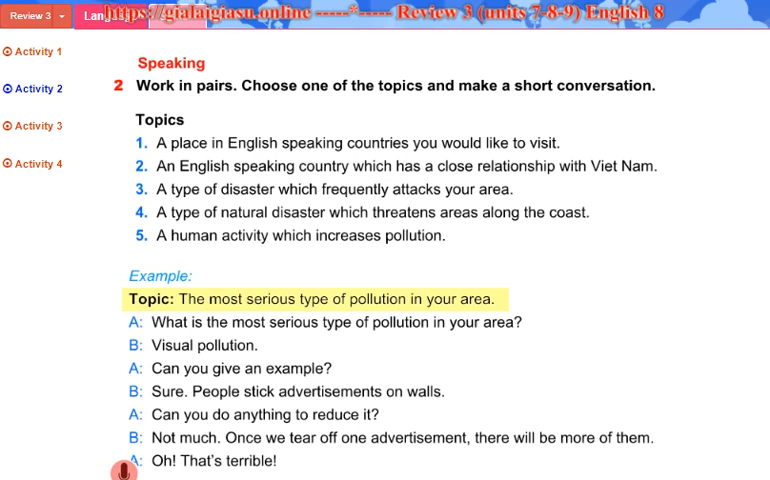 Review 3
https://gialaigiasu.online -----*----- Review 3 (units 7-8-9) English 8
Activity 1
Activity 2
Activity 3
Activity 4
Speaking
2 Work in pairs. Choose one of the topics and make a short conversation.
Topics
1. A place in English speaking countries you would like to visit.
2. An English speaking country which has a close relationship with Viet Nam.
3. A type of disaster which frequently attacks your area.
4. A type of natural disaster which threatens areas along the coast.
5. A human activity which increases pollution.
Example:
Topic: The most serious type of pollution in your area.
A: What is the most serious type of pollution in your area?
B: Visual pollution.
A: Can you give an example?
B: Sure. People stick advertisements on walls.
A: Can you do anything to reduce it?
B: Not much. Once we tear off one advertisement, there will be more of them.
A: Oh! That's terrible!